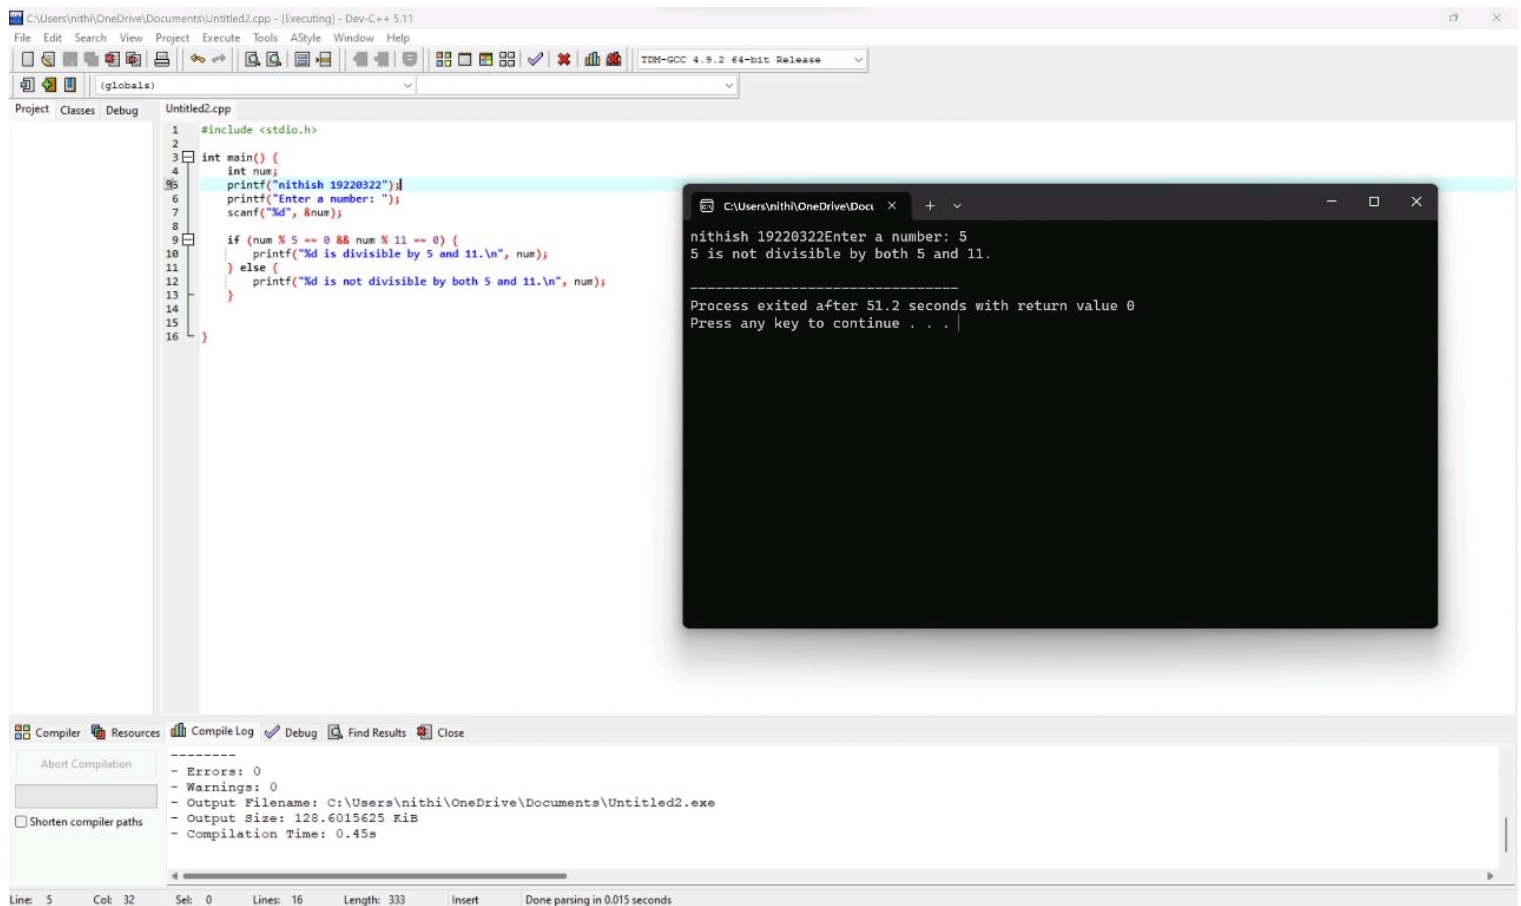 C:\Users\nithi\OneDrive\Documents\Untitled2.cpp - [Executing] - Dev-C++ 5.11
File Edit Search View Project Execute Tools AStyle Window Help
TDM-GCC 4.9.2 64-bit Release
(globals)
Project Classes Debug
Untitled2.cpp
1 #include <stdio.h>
2
3 int main() {
4 int num;
5 printf("nithish 19220322");
6 printf("Enter a number: ");
7 scanf("%d", &num);
8
9 if (num % 5 == 0 && num % 11 == 0) {
10 printf("%d is divisible by 5 and 11.\n", num);
11 } else {
12 printf("%d is not divisible by both 5 and 11.\n", num);
13 }
14
15
16 }
C:\Users\nithi\OneDrive\Docu
nithish 19220322Enter a number: 5
5 is not divisible by both 5 and 11.
--------------------------------
Process exited after 51.2 seconds with return value 0
Press any key to continue . . .
Compiler Resources Compile Log Debug Find Results Close
Abort Compilation
Shorten compiler paths
--------
- Errors: 0
- Warnings: 0
- Output Filename: C:\Users\nithi\OneDrive\Documents\Untitled2.exe
- Output Size: 128.6015625 KiB
- Compilation Time: 0.45s
Line: 5 Col: 32 Sel: 0 Lines: 16 Length: 333 Insert Done parsing in 0.015 seconds